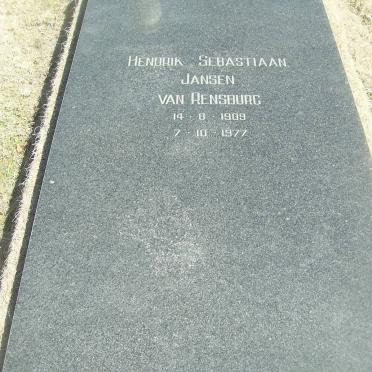 Hendrik Sebastiaan
Jansen
van Rensburg
14 · 8 · 1909
7 · 10 · 1977